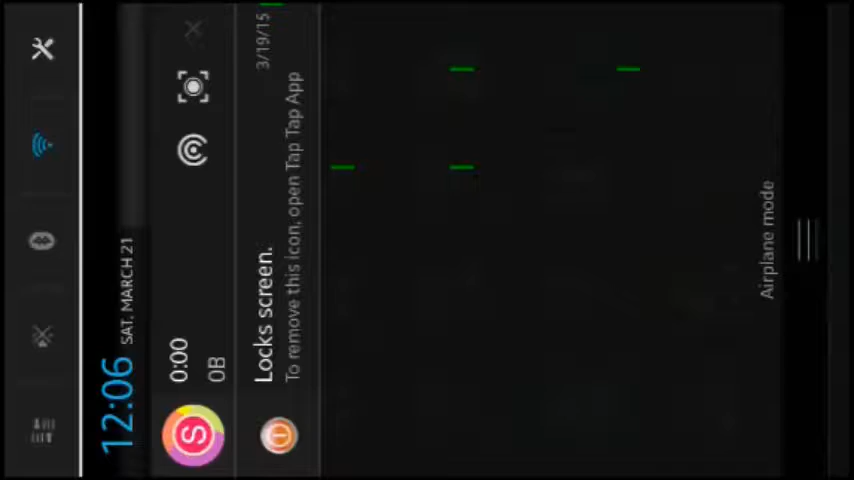 12:06 SAT, MARCH 21
0:00
0B
Locks screen. 3/19/15
To remove this icon, open Tap Tap App
Airplane mode